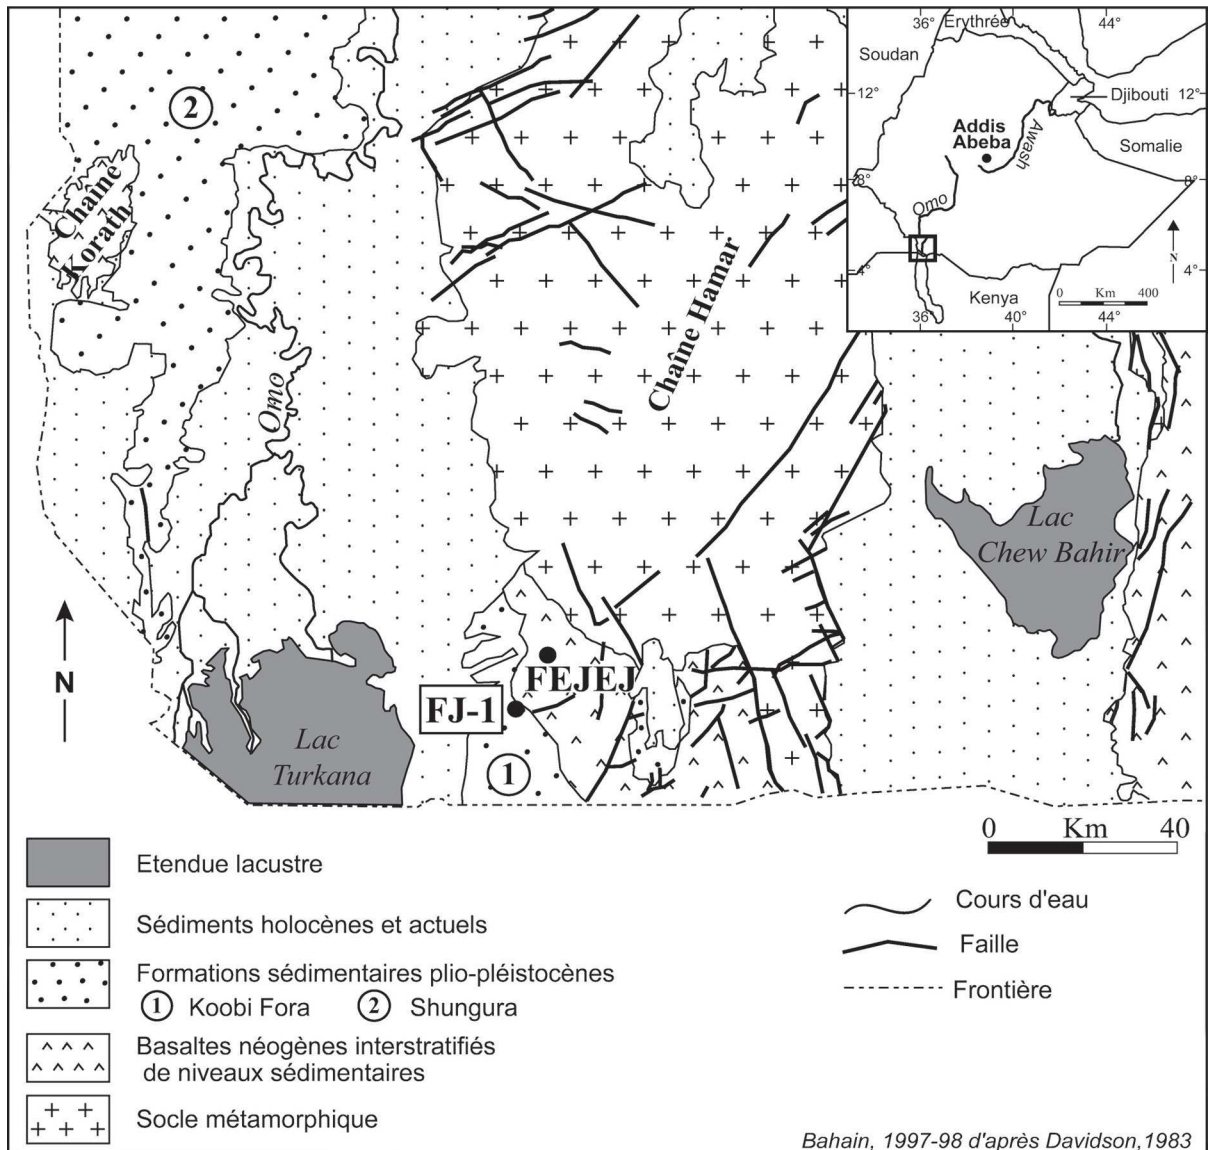 2
Chaîne
Korath
Omo
Chaîne Hamar
Lac
Chew Bahir
FEJEJ
FJ-1
1
Lac
Turkana
N
36°
Erythrée
44°
Soudan
12°
Djibouti
12°
Addis
Abeba
Awash
Somalie
8°
8°
Omo
N
4°
4°
Kenya
0 Km 400
36°
40°
44°
0 Km 40
Etendue lacustre
Sédiments holocènes et actuels
Formations sédimentaires plio-pléistocènes
1 Koobi Fora 2 Shungura
Basaltes néogènes interstratifiés
de niveaux sédimentaires
Socle métamorphique
Cours d'eau
Faille
Frontière
Bahain, 1997-98 d'après Davidson,1983